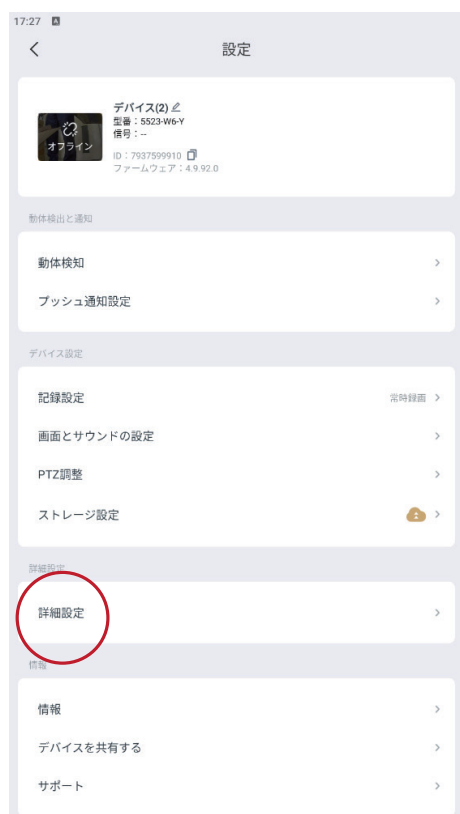 17:27 A
設定
デバイス(2)
型番：5523-W6-Y
信号：--
オフライン
ID：7937599910
ファームウェア：4.9.92.0
動体検出と通知
動体検知
プッシュ通知設定
デバイス設定
記録設定 常時録画
画面とサウンドの設定
PTZ調整
ストレージ設定
詳細設定
詳細設定
情報
情報
デバイスを共有する
サポート